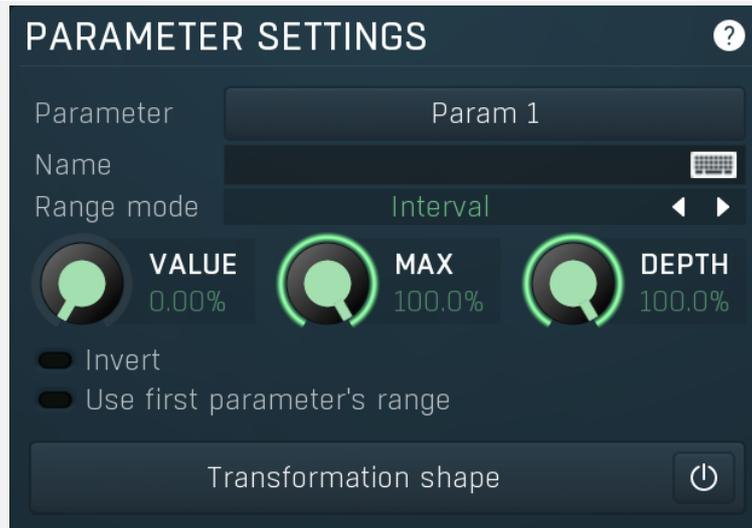 PARAMETER SETTINGS ?
Parameter Param 1
Name
Range mode Interval
VALUE MAX DEPTH
0.00% 100.0% 100.0%
Invert
Use first parameter's range
Transformation shape